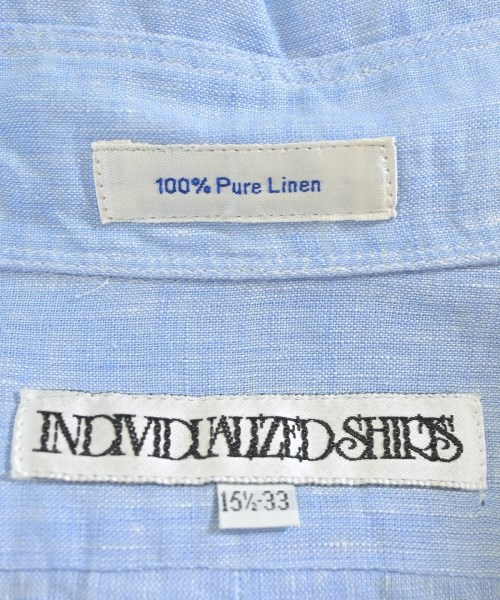 100% Pure Linen
INDIVIDUALIZED SHIRTS
15½-33